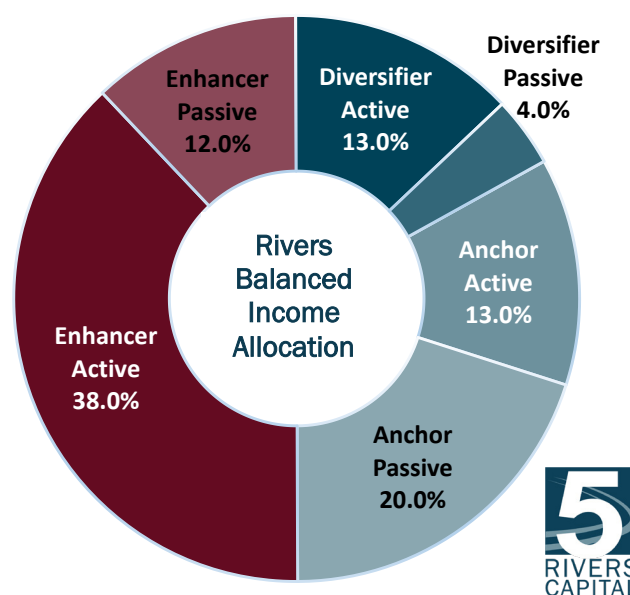 Diversifier
Passive
4.0%
Enhancer
Passive
12.0%
Diversifier
Active
13.0%
Anchor
Active
13.0%
Rivers
Balanced
Income
Allocation
Enhancer
Active
38.0%
Anchor
Passive
20.0%
5
RIVERS
CAPITAL